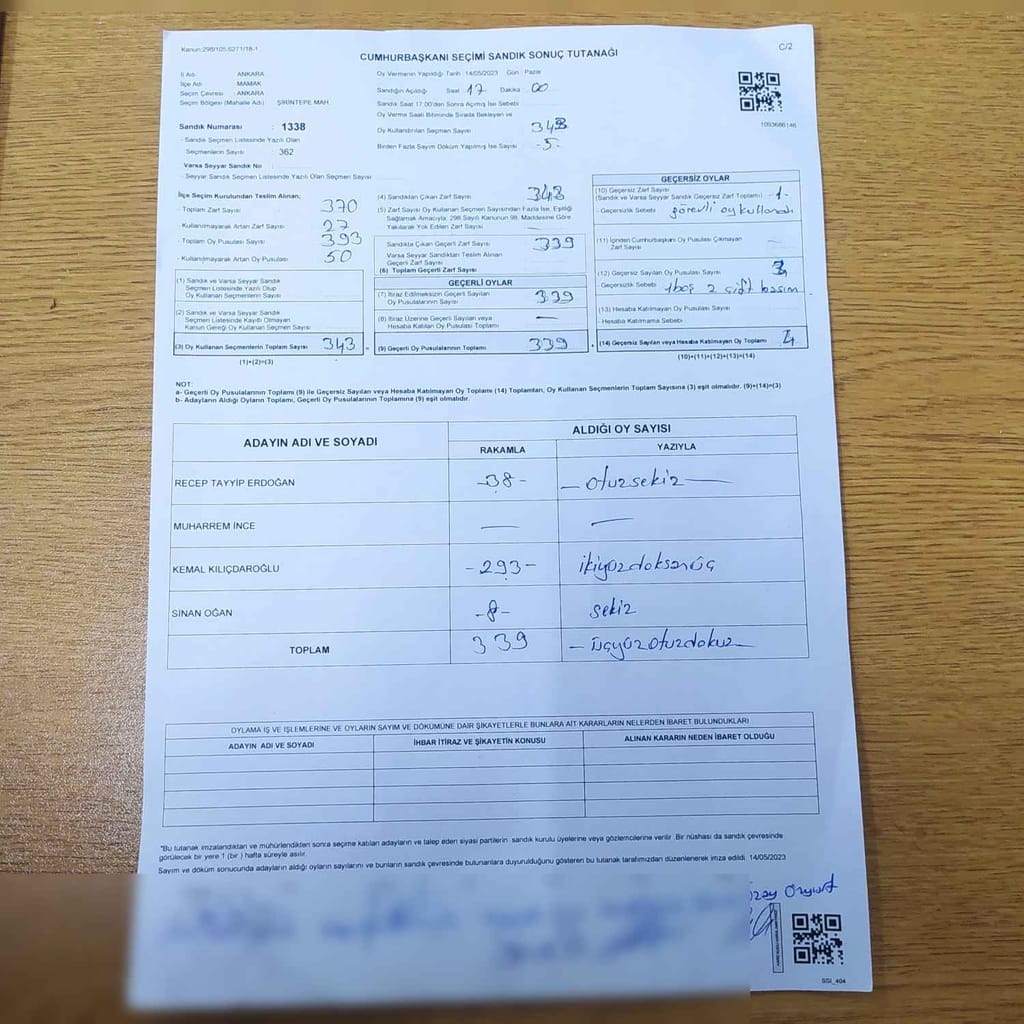 Kanun:298/105.6271/18-1
C/2
CUMHURBAŞKANI SEÇİMİ SANDIK SONUÇ TUTANAĞI
İl Adı : ANKARA
İlçe Adı : MAMAK
Seçim Çevresi : ANKARA
Seçim Bölgesi (Mahalle Adı) : ŞİRİNTEPE MAH.
Sandık Numarası : 1338
- Sandık Seçmen Listesinde Yazılı Olan
Seçmenlerin Sayısı : 362
Varsa Seyyar Sandık No
- Seyyar Sandık Seçmen Listesinde Yazılı Olan Seçmen Sayısı
Oy Vermenin Yapıldığı Tarih : 14/05/2023 Gün : Pazar
Sandığın Açıldığı Saat 17 Dakika 00
Sandık Saat 17:00'den Sonra Açılmış İse Sebebi
Oy Verme Saati Bitiminde Sırada Bekleyen ve
Oy Kullandırılan Seçmen Sayısı 343
Birden Fazla Sayım Döküm Yapılmış İse Sayısı -5-
1093686146
İlçe Seçim Kurulundan Teslim Alınan;
- Toplam Zarf Sayısı 370
- Kullanılmayarak Artan Zarf Sayısı 27
- Toplam Oy Pusulası Sayısı 393
- Kullanılmayarak Artan Oy Pusulası 50
(1) Sandık ve Varsa Seyyar Sandık
Seçmen Listesinde Yazılı Olup
Oy Kullanan Seçmenlerin Sayısı
(2) Sandık ve Varsa Seyyar Sandık
Seçmen Listesinde Kayıtlı Olmayan
Kanun Gereği Oy Kullanan Seçmen Sayısı
(3) Oy Kullanan Seçmenlerin Toplam Sayısı 343 =
(1)+(2)=(3)
(4) Sandıktan Çıkan Zarf Sayısı 343
(5) Zarf Sayısı Oy Kullanan Seçmen Sayısından Fazla İse, Eşitliği
Sağlamak Amacıyla; 298 Sayılı Kanunun 98. Maddesine Göre
Yakılarak Yok Edilen Zarf Sayısı —
Sandıkta Çıkan Geçerli Zarf Sayısı 339
Varsa Seyyar Sandıktan Teslim Alınan
Geçerli Zarf Sayısı
(6) Toplam Geçerli Zarf Sayısı
GEÇERLİ OYLAR
(7) İtiraz Edilmeksizin Geçerli Sayılan
Oy Pusulalarının Sayısı 339
(8) İtiraz Üzerine Geçerli Sayılan veya
Hesaba Katılan Oy Pusulası Toplamı —
(9) Geçerli Oy Pusulalarının Toplamı 339 +
GEÇERSİZ OYLAR
(10) Geçersiz Zarf Sayısı
(Sandık ve Varsa Seyyar Sandık Geçersiz Zarf Toplamı) -1-
- Geçersizlik Sebebi görevli oy kullandı
(11) İçinden Cumhurbaşkanı Oy Pusulası Çıkmayan
Zarf Sayısı —
(12) Geçersiz Sayılan Oy Pusulası Sayısı 3
- Geçersizlik Sebebi 1 boş 2 çift basım
(13) Hesaba Katılmayan Oy Pusulası Sayısı
- Hesaba Katılmama Sebebi
(14) Geçersiz Sayılan veya Hesaba Katılmayan Oy Toplamı 4
(10)+(11)+(12)+(13)=(14)
NOT:
a- Geçerli Oy Pusulalarının Toplamı (9) ile Geçersiz Sayılan veya Hesaba Katılmayan Oy Toplamı (14) Toplamları, Oy Kullanan Seçmenlerin Toplam Sayısına (3) eşit olmalıdır. (9)+(14)=(3)
b- Adayların Aldığı Oyların Toplamı, Geçerli Oy Pusulalarının Toplamına (9) eşit olmalıdır.
ADAYIN ADI VE SOYADI
ALDIĞI OY SAYISI
RAKAMLA YAZIYLA
RECEP TAYYİP ERDOĞAN -38- — otuzsekiz —
MUHARREM İNCE — —
KEMAL KILIÇDAROĞLU -293- ikiyüzdoksanüç
SİNAN OĞAN -8- sekiz
TOPLAM 339 - üçyüzotuzdokuz
OYLAMA İŞ VE İŞLEMLERİNE VE OYLARIN SAYIM VE DÖKÜMÜNE DAİR ŞİKAYETLERLE BUNLARA AİT KARARLARIN NELERDEN İBARET BULUNDUKLARI
ADAYIN ADI VE SOYADI İHBAR İTİRAZ VE ŞİKAYETİN KONUSU ALINAN KARARIN NEDEN İBARET OLDUĞU
"Bu tutanak imzalandıktan ve mühürlendikten sonra seçime katılan adayların ve talep eden siyasi partilerin sandık kurulu üyelerine veya gözlemcilerine verilir. Bir nüshası da sandık çevresinde
görülecek bir yere 1 (bir) hafta süreyle asılır.
Sayım ve döküm sonucunda adayların aldığı oyların sayılarını ve bunların sandık çevresinde bulunanlara duyurulduğunu gösteren bu tutanak tarafımızdan düzenlenerek imza edildi. 14/05/2023
SSI_404